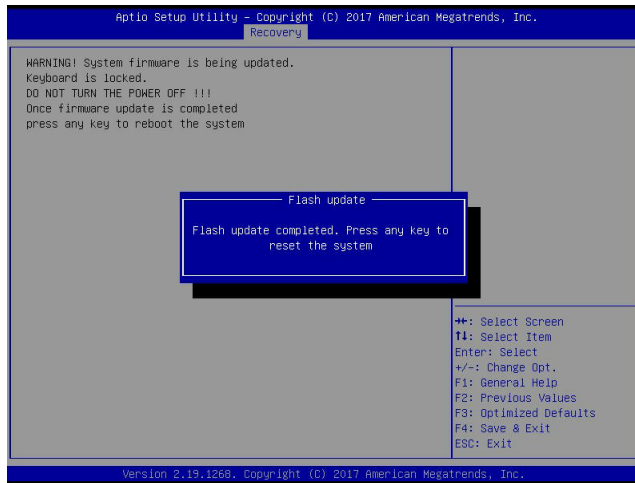 Aptio Setup Utility – Copyright (C) 2017 American Megatrends, Inc.
Recovery
WARNING! System firmware is being updated.
Keyboard is locked.
DO NOT TURN THE POWER OFF !!!
Once firmware update is completed
press any key to reboot the system
Flash update
Flash update completed. Press any key to
reset the system
→←: Select Screen
↑↓: Select Item
Enter: Select
+/-: Change Opt.
F1: General Help
F2: Previous Values
F3: Optimized Defaults
F4: Save & Exit
ESC: Exit
Version 2.19.1268. Copyright (C) 2017 American Megatrends, Inc.